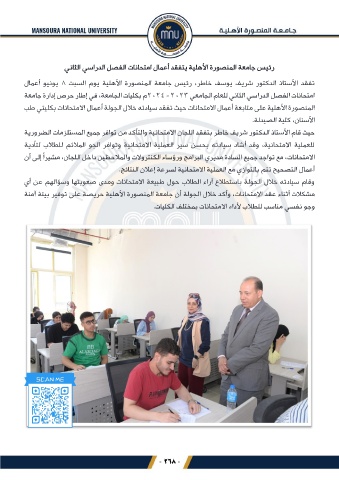 MANSOURA NATIONAL UNIVERSITY
جـامـعـة المنصـورة الأهـليـة
رئيس جامعة المنصورة الأهلية يتفقد أعمال امتحانات الفصل الدراسي الثاني
تفقد الأستاذ الدكتور شريف يوسف خاطر، رئيس جامعة المنصورة الأهلية يوم السبت ٨ يونيو أعمال
امتحانات الفصل الدراسي الثاني للعام الجامعي ٢٠٢٣-٢٠٢٤م بكليات الجامعة، في إطار حرص إدارة جامعة
المنصورة الأهلية على متابعة أعمال الامتحانات حيث تفقد سيادته خلال الجولة أعمال الامتحانات بكليتي طب
الأسنان، كلية الصيدلة.
حيث قام الأستاذ الدكتور شريف خاطر بتفقد اللجان الامتحانية والتأكد من توافر جميع المستلزمات الضرورية
للعملية الامتحانية، وقد أشاد سيادته بحسن سير العملية الامتحانية وتوافر الجو الملائم للطلاب لتأدية
الامتحانات، مع تواجد جميع السادة مديري البرامج ورؤساء الكنترولات والملاحظين داخل اللجان، مشيراً إلى أن
أعمال التصحيح تتم بالتوازي مع العملية الامتحانية لسرعة إعلان النتائج.
وقام سيادته خلال الجولة باستطلاع آراء الطلاب حول طبيعة الامتحانات ومدى صعوبتها وسؤالهم عن أي
مشكلات أثناء عقد الامتحانات، وأكد خلال الجولة أن جامعة المنصورة الأهلية حريصة على توفير بيئة آمنة
وجو نفسي مناسب للطلاب لأداء الامتحانات بمختلف الكليات.
SCAN ME
٢٦٨